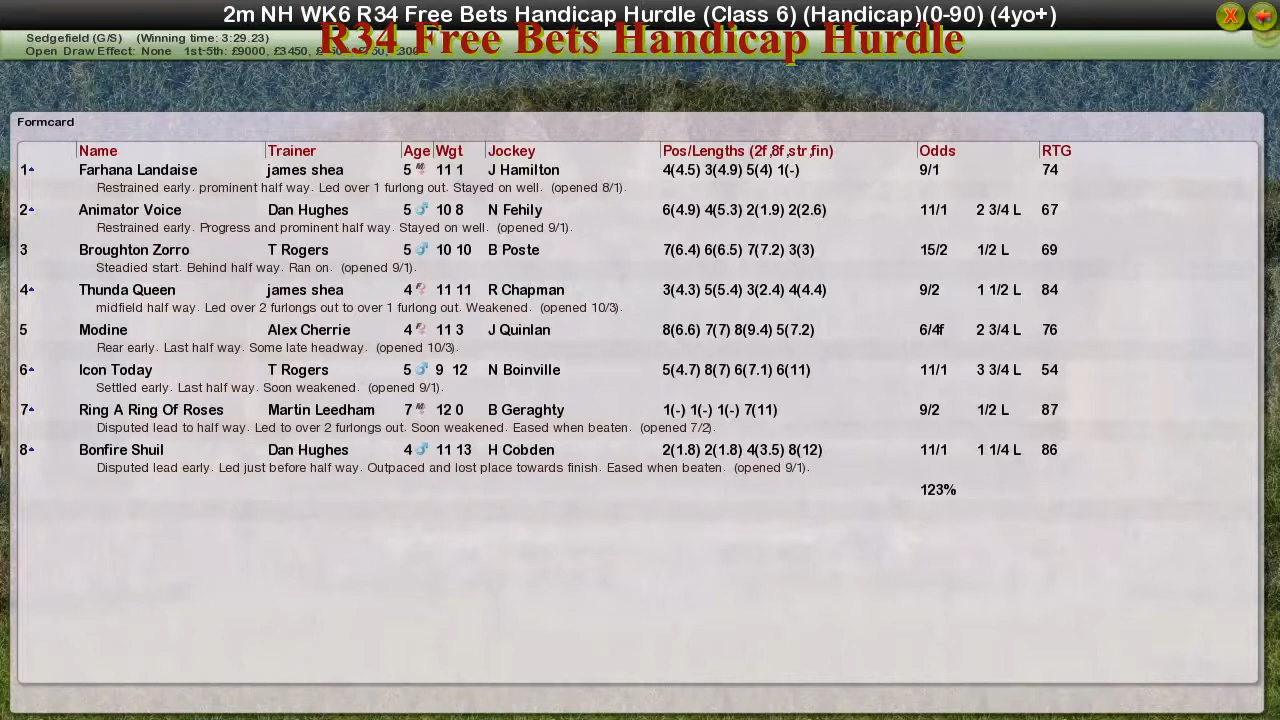 2m NH WK6 R34 Free Bets Handicap Hurdle (Class 6) (Handicap)(0-90) (4yo+)
R34 Free Bets Handicap Hurdle
Sedgefield (G/S) (Winning time: 3:29.23)
Open Draw Effect: None 1st-5th: £9000, £3450,
Formcard
Name Trainer Age Wgt Jockey Pos/Lengths (2f,8f,str,fin) Odds RTG
1 Farhana Landaise james shea 5 11 1 J Hamilton 4(4.5) 3(4.9) 5(4) 1(-) 9/1 74
Restrained early. prominent half way. Led over 1 furlong out. Stayed on well. (opened 8/1).
2 Animator Voice Dan Hughes 5 10 8 N Fehily 6(4.9) 4(5.3) 2(1.9) 2(2.6) 11/1 2 3/4 L 67
Restrained early. Progress and prominent half way. Stayed on well. (opened 9/1).
3 Broughton Zorro T Rogers 5 10 10 B Poste 7(6.4) 6(6.5) 7(7.2) 3(3) 15/2 1/2 L 69
Steadied start. Behind half way. Ran on. (opened 9/1).
4 Thunda Queen james shea 4 11 11 R Chapman 3(4.3) 5(5.4) 3(2.4) 4(4.4) 9/2 1 1/2 L 84
midfield half way. Led over 2 furlongs out to over 1 furlong out. Weakened. (opened 10/3).
5 Modine Alex Cherrie 4 11 3 J Quinlan 8(6.6) 7(7) 8(9.4) 5(7.2) 6/4f 2 3/4 L 76
Rear early. Last half way. Some late headway. (opened 10/3).
6 Icon Today T Rogers 5 9 12 N Boinville 5(4.7) 8(7) 6(7.1) 6(11) 11/1 3 3/4 L 54
Settled early. Last half way. Soon weakened. (opened 9/1).
7 Ring A Ring Of Roses Martin Leedham 7 12 0 B Geraghty 1(-) 1(-) 1(-) 7(11) 9/2 1/2 L 87
Disputed lead to half way. Led to over 2 furlongs out. Soon weakened. Eased when beaten. (opened 7/2).
8 Bonfire Shuil Dan Hughes 4 11 13 H Cobden 2(1.8) 2(1.8) 4(3.5) 8(12) 11/1 1 1/4 L 86
Disputed lead early. Led just before half way. Outpaced and lost place towards finish. Eased when beaten. (opened 9/1).
123%